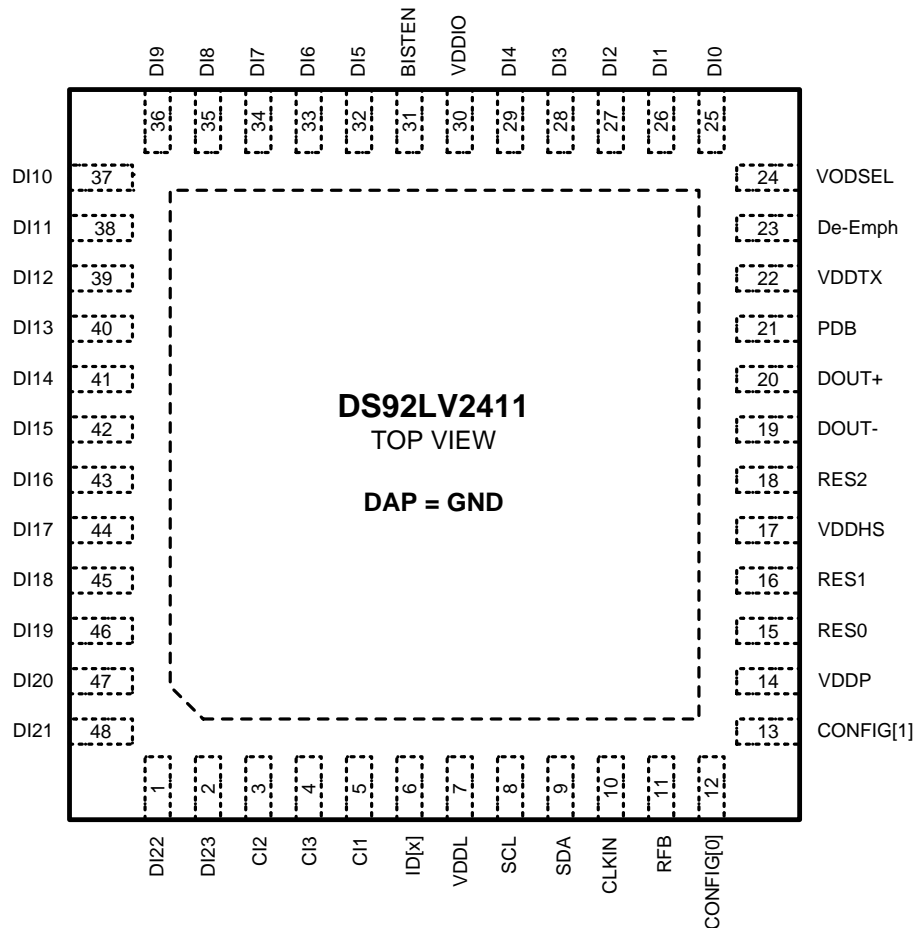 DI9 DI8 DI7 DI6 DI5 BISTEN VDDIO DI4 DI3 DI2 DI1 DI0
36 35 34 33 32 31 30 29 28 27 26 25
DI10 37 24 VODSEL
DI11 38 23 De-Emph
DI12 39 22 VDDTX
DI13 40 21 PDB
DI14 41 20 DOUT+
DS92LV2411
DI15 42 19 DOUT-
TOP VIEW
DI16 43 18 RES2
DAP = GND
DI17 44 17 VDDHS
DI18 45 16 RES1
DI19 46 15 RES0
DI20 47 14 VDDP
DI21 48 13 CONFIG[1]
1 2 3 4 5 6 7 8 9 10 11 12
DI22 DI23 CI2 CI3 CI1 ID[x] VDDL SCL SDA CLKIN RFB CONFIG[0]